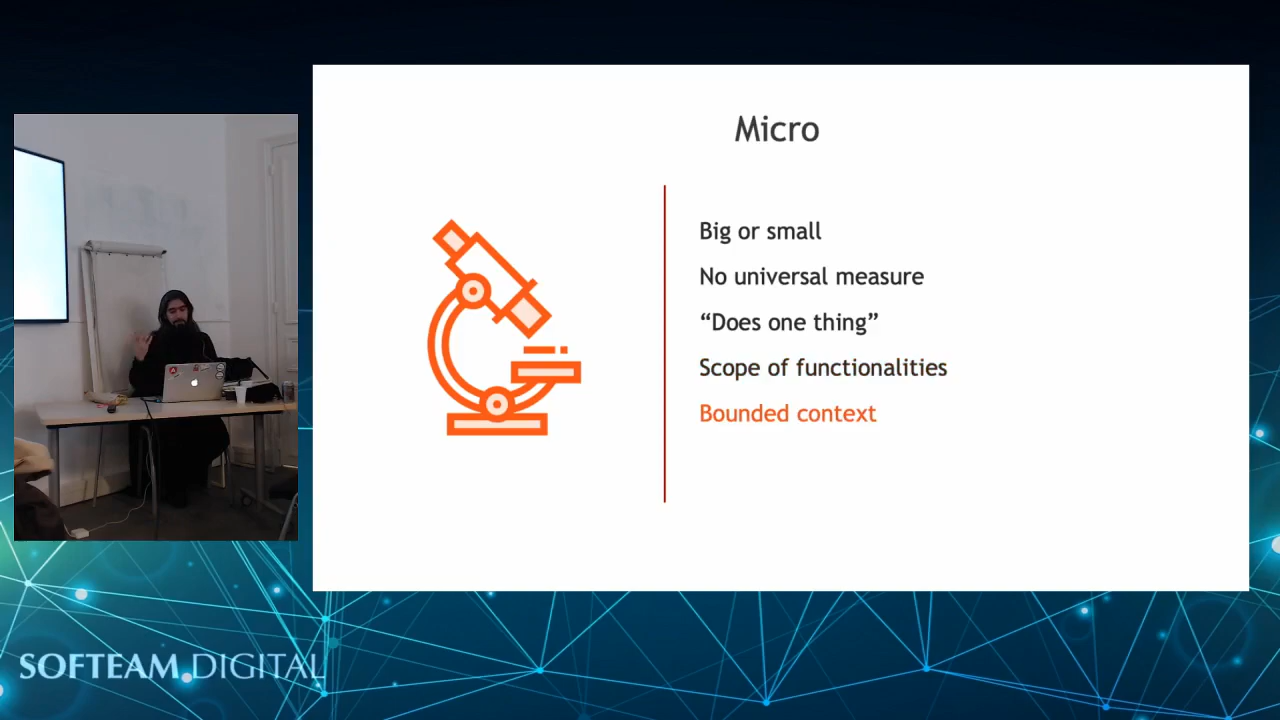 Micro
Big or small
No universal measure
“Does one thing”
Scope of functionalities
Bounded context
SOFTEAM DIGITAL